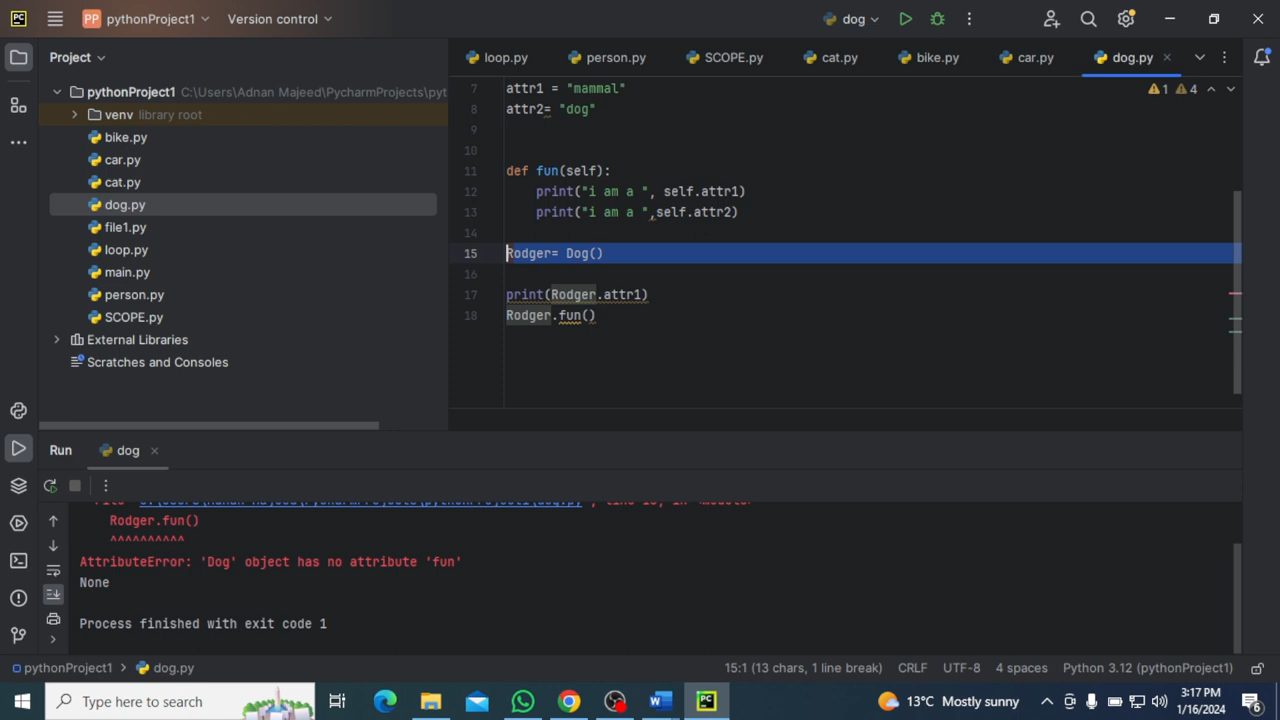 PC
PP pythonProject1 Version control dog
Project
loop.py person.py SCOPE.py cat.py bike.py car.py dog.py
pythonProject1 C:\Users\Adnan Majeed\PycharmProjects\pyt
venv library root
bike.py
car.py
cat.py
dog.py
file1.py
loop.py
main.py
person.py
SCOPE.py
External Libraries
Scratches and Consoles
1 4
7 attr1 = "mammal"
8 attr2= "dog"
9
10
11 def fun(self):
12 print("i am a ", self.attr1)
13 print("i am a ",self.attr2)
14
15 Rodger= Dog()
16
17 print(Rodger.attr1)
18 Rodger.fun()
Run dog
Rodger.fun()
^^^^^^^^^^
AttributeError: 'Dog' object has no attribute 'fun'
None
Process finished with exit code 1
pythonProject1 dog.py 15:1 (13 chars, 1 line break) CRLF UTF-8 4 spaces Python 3.12 (pythonProject1)
Type here to search 13°C Mostly sunny 3:17 PM
1/16/2024 6